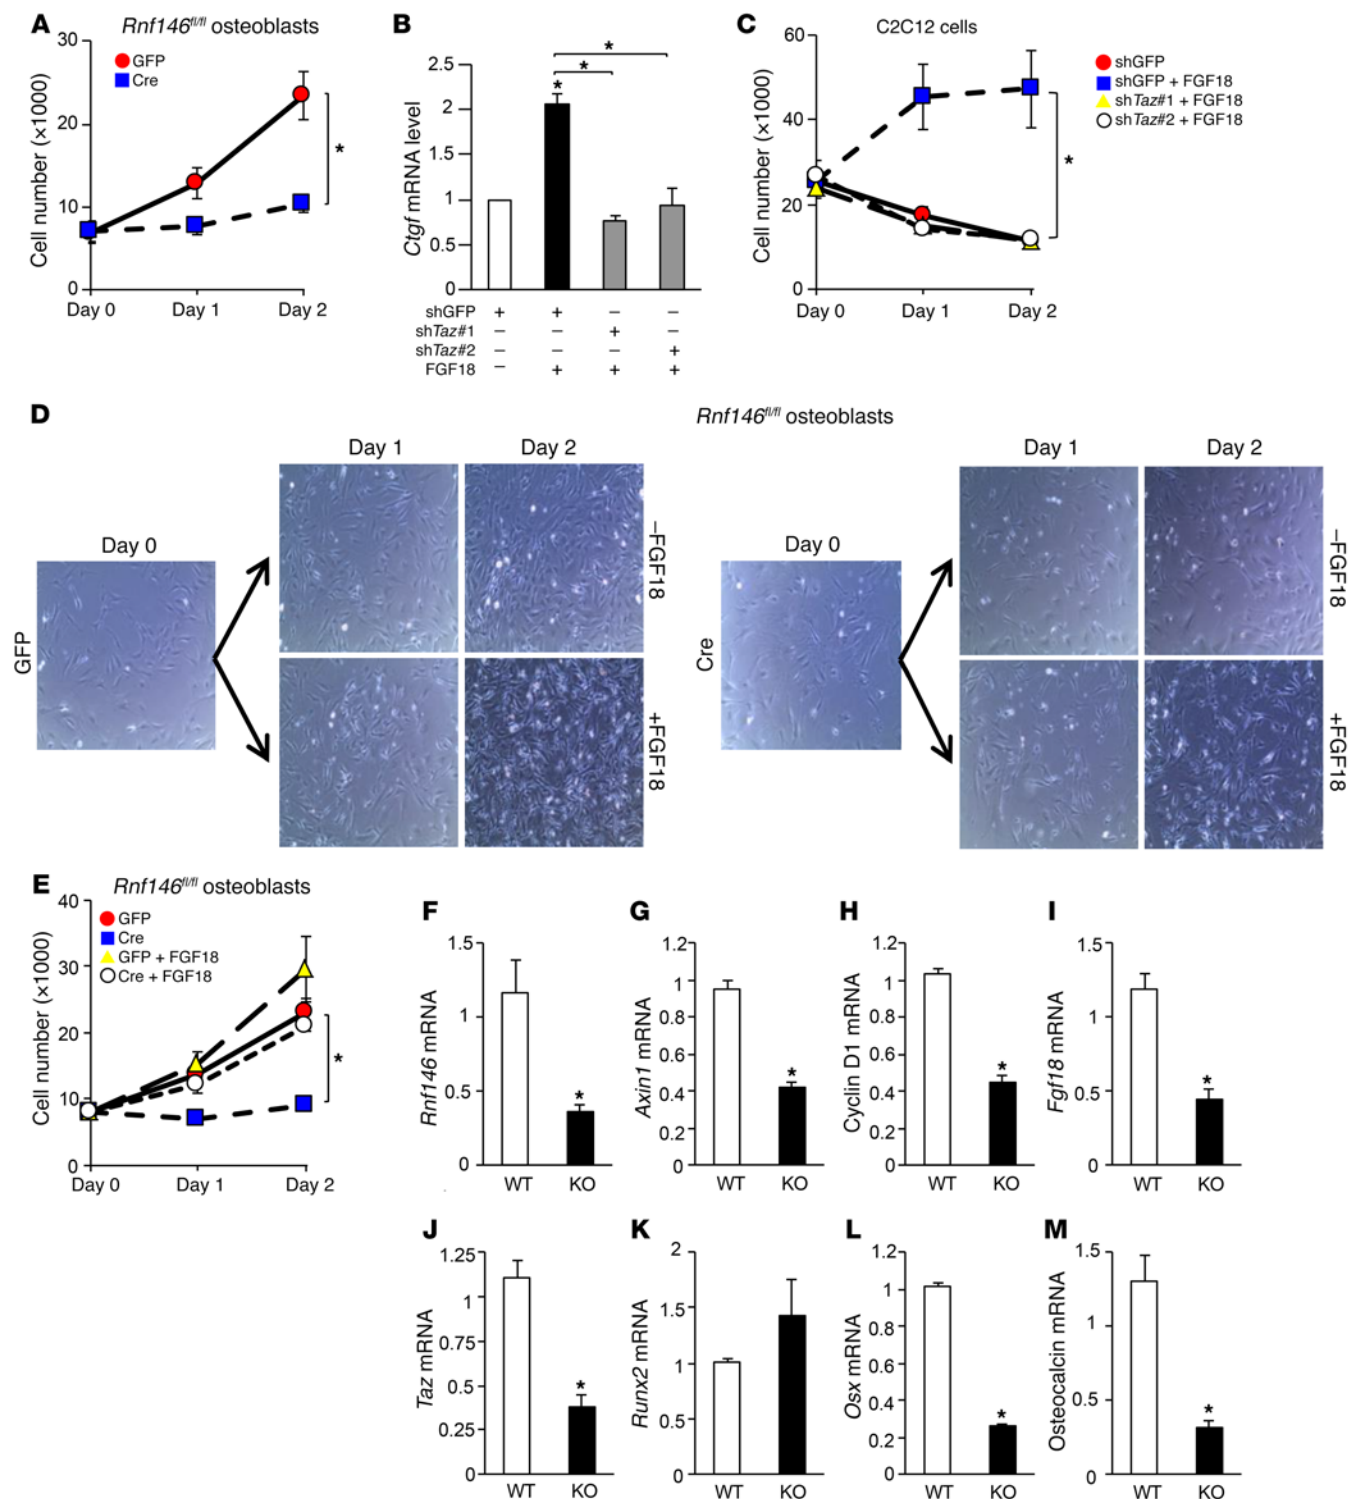 A
Rnf146fl/fl osteoblasts
GFP
Cre
Cell number (×1000)
30
20
10
0
Day 0 Day 1 Day 2
*
B
Ctgf mRNA level
2.5
2
1.5
1
0.5
0
*
*
*
shGFP + + – –
shTaz#1 – – + –
shTaz#2 – – – +
FGF18 – + + +
C
C2C12 cells
shGFP
shGFP + FGF18
shTaz#1 + FGF18
shTaz#2 + FGF18
Cell number (×1000)
60
40
20
0
Day 0 Day 1 Day 2
*
D
Rnf146fl/fl osteoblasts
Day 1 Day 2
Day 0
GFP
–FGF18
+FGF18
Day 1 Day 2
Day 0
Cre
–FGF18
+FGF18
E
Rnf146fl/fl osteoblasts
GFP
Cre
GFP + FGF18
Cre + FGF18
Cell number (×1000)
40
30
20
10
0
Day 0 Day 1 Day 2
*
F
Rnf146 mRNA
1.5
1
0.5
0
*
WT KO
G
Axin1 mRNA
1.2
1
0.8
0.6
0.4
0.2
0
*
WT KO
H
Cyclin D1 mRNA
1.2
1
0.8
0.6
0.4
0.2
0
*
WT KO
I
Fgf18 mRNA
1.5
1
0.5
0
*
WT KO
J
Taz mRNA
1.25
1
0.75
0.5
0.25
0
*
WT KO
K
Runx2 mRNA
2
1.5
1
0.5
0
WT KO
L
Osx mRNA
1.2
1
0.8
0.6
0.4
0.2
0
*
WT KO
M
Osteocalcin mRNA
1.5
1
0.5
0
*
WT KO